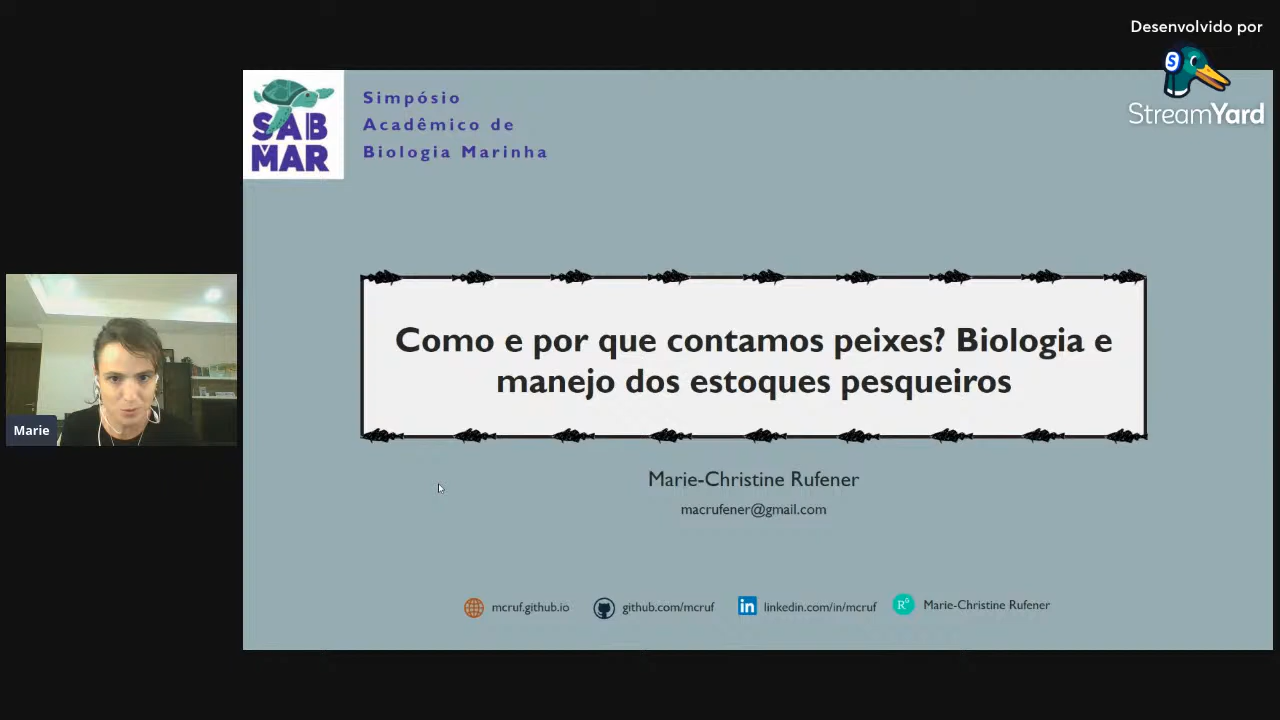 Desenvolvido por
StreamYard
SAB
MAR
Simpósio
Acadêmico de
Biologia Marinha
Como e por que contamos peixes? Biologia e
manejo dos estoques pesqueiros
Marie
Marie-Christine Rufener
macrufener@gmail.com
mcruf.github.io
github.com/mcruf
linkedin.com/in/mcruf
Marie-Christine Rufener